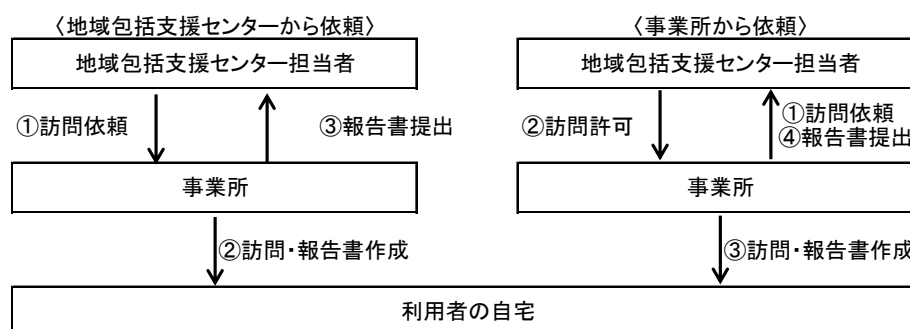 〈地域包括支援センターから依頼〉
地域包括支援センター担当者
①訪問依頼
③報告書提出
事業所
②訪問・報告書作成
〈事業所から依頼〉
地域包括支援センター担当者
②訪問許可
①訪問依頼
④報告書提出
事業所
③訪問・報告書作成
利用者の自宅